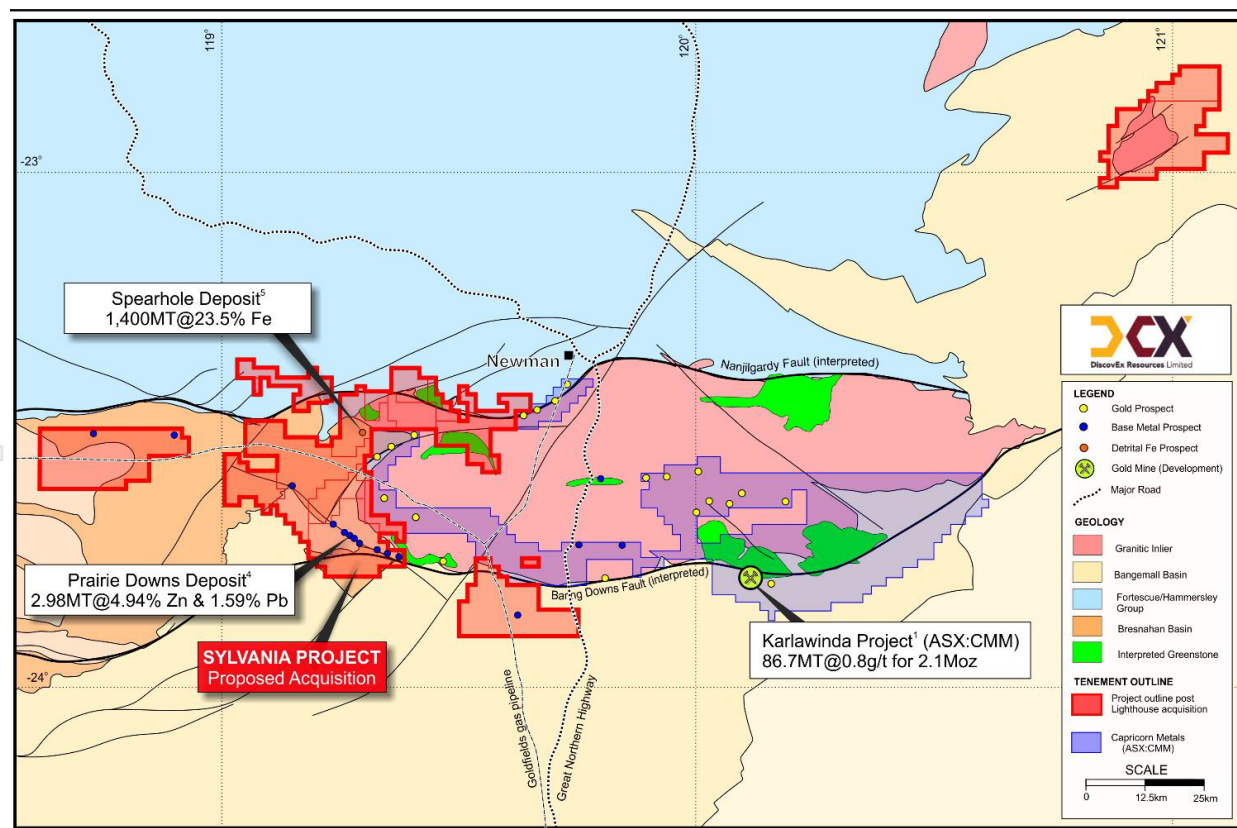 119°
120°
121°
-23°
Spearhole Deposit5
1,400MT@23.5% Fe
DCX
DiscovEx Resources Limited
Newman
Nanjilgardy Fault (interpreted)
LEGEND
Gold Prospect
Base Metal Prospect
Detrital Fe Prospect
Gold Mine (Development)
Major Road
GEOLOGY
Granitic Inlier
Bangemall Basin
Fortescue/Hammersley
Group
Bresnahan Basin
Interpreted Greenstone
TENEMENT OUTLINE
Project outline post
Lighthouse acquisition
Capricorn Metals
(ASX:CMM)
SCALE
0 12.5km 25km
Prairie Downs Deposit4
2.98MT@4.94% Zn & 1.59% Pb
Baring Downs Fault (interpreted)
Karlawinda Project1 (ASX:CMM)
86.7MT@0.8g/t for 2.1Moz
SYLVANIA PROJECT
Proposed Acquisition
-24°
Goldfields gas pipeline
Great Northern Highway